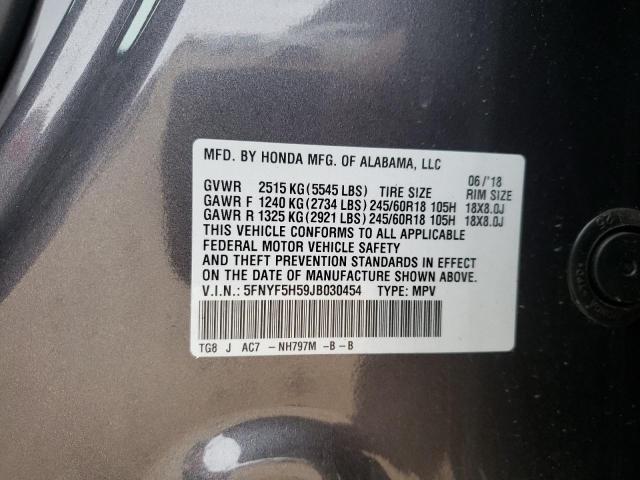 MFD. BY HONDA MFG. OF ALABAMA, LLC
06/'18
GVWR 2515 KG (5545 LBS) TIRE SIZE RIM SIZE
GAWR F 1240 KG (2734 LBS) 245/60R18 105H 18X8.0J
GAWR R 1325 KG (2921 LBS) 245/60R18 105H 18X8.0J
THIS VEHICLE CONFORMS TO ALL APPLICABLE
FEDERAL MOTOR VEHICLE SAFETY
AND THEFT PREVENTION STANDARDS IN EFFECT
ON THE DATE OF MANUFACTURE SHOWN ABOVE.
V.I.N.: 5FNYF5H59JB030454 TYPE: MPV
TG8 J AC7 -NH797M -B-B